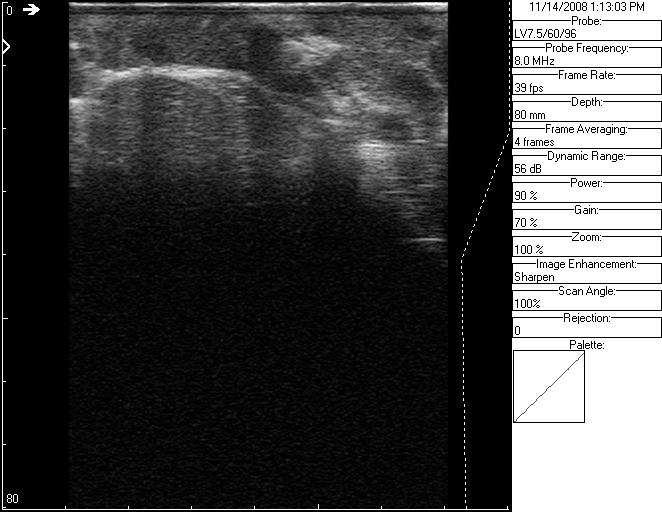 0
80
11/14/2008 1:13:03 PM
Probe:
LV7.5/60/96
Probe Frequency:
8.0 MHz
Frame Rate:
39 fps
Depth:
80 mm
Frame Averaging:
4 frames
Dynamic Range:
56 dB
Power:
90 %
Gain:
70 %
Zoom:
100 %
Image Enhancement:
Sharpen
Scan Angle:
100%
Rejection:
0
Palette: